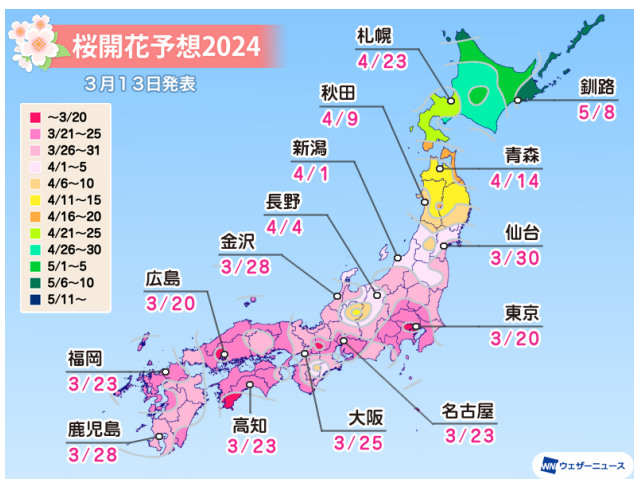 桜開花予想2024
3月13日発表
~3/20
3/21~25
3/26~31
4/1~5
4/6~10
4/11~15
4/16~20
4/21~25
4/26~30
5/1~5
5/6~10
5/11~
札幌
4/23
釧路
5/8
秋田
4/9
青森
4/14
新潟
4/1
長野
4/4
仙台
3/30
金沢
3/28
広島
3/20
東京
3/20
福岡
3/23
鹿児島
3/28
高知
3/23
大阪
3/25
名古屋
3/23
WNI ウェザーニュース